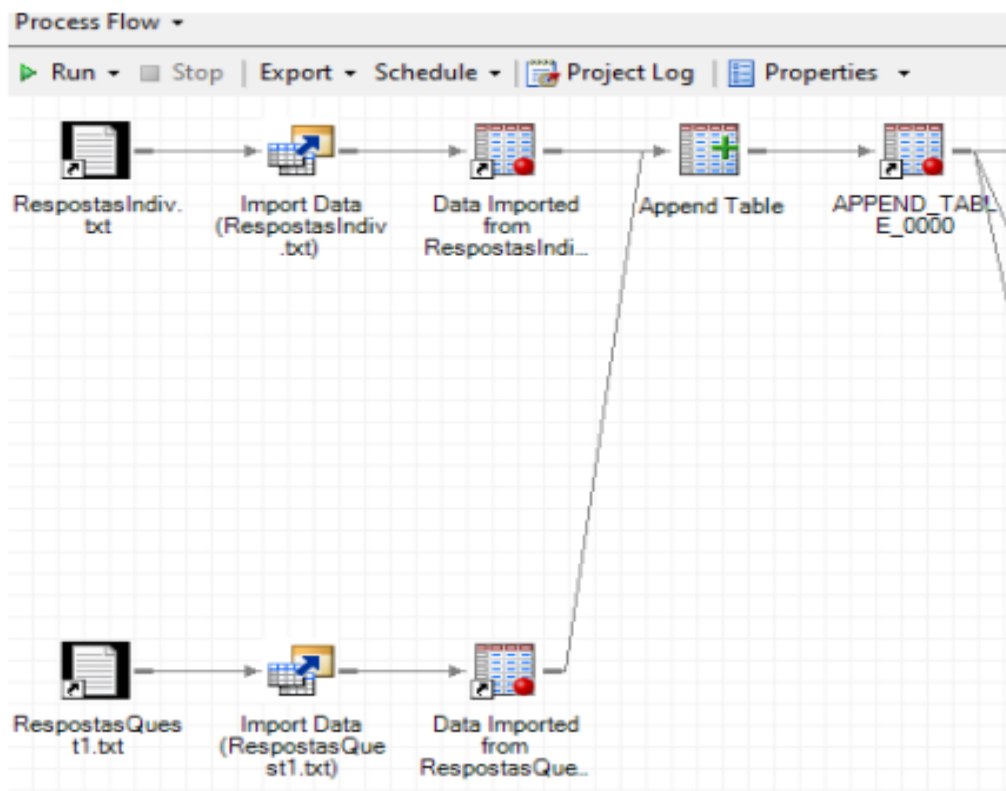 Process Flow
Run
Stop
Export
Schedule
Project Log
Properties
RespostasIndiv.
txt
Import Data
(RespostasIndiv
.txt)
Data Imported
from
RespostasIndi...
Append Table
APPEND_TABL
E_0000
RespostasQues
t1.txt
Import Data
(RespostasQue
st1.txt)
Data Imported
from
RespostasQue...